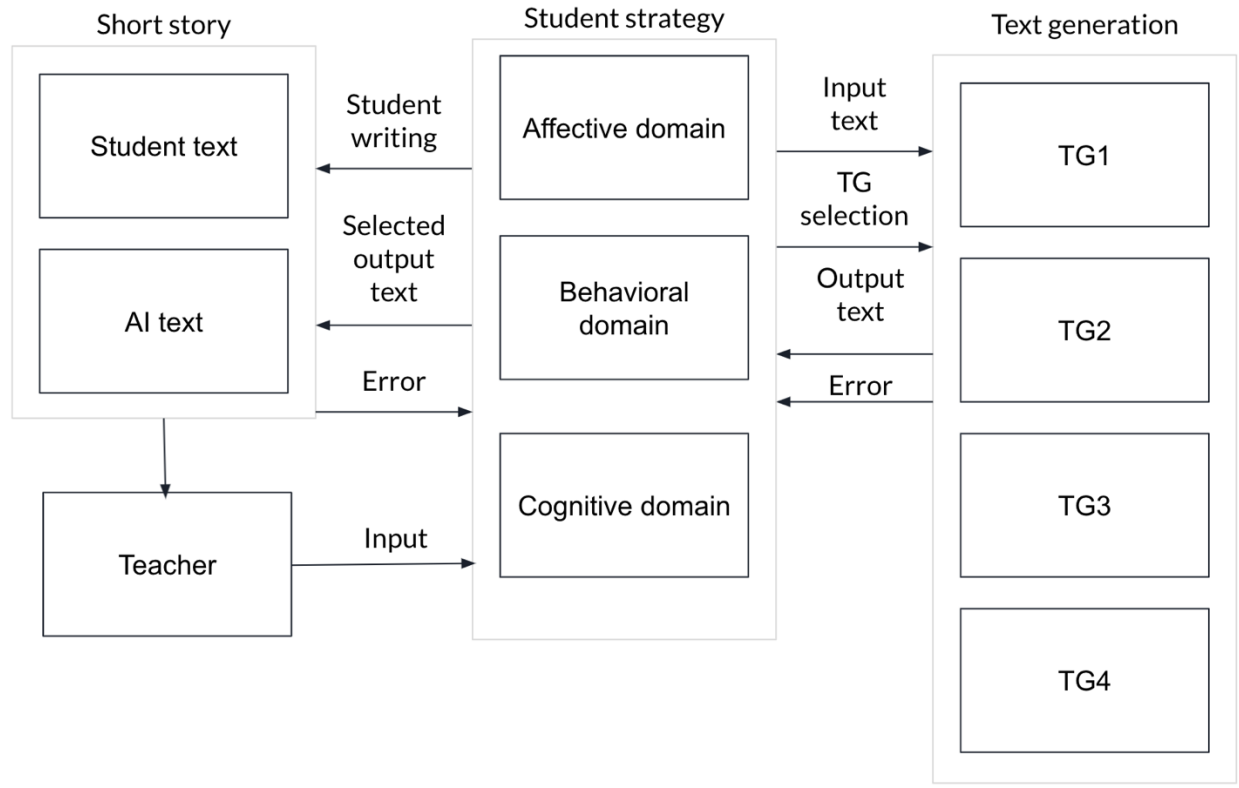 Short story
Student text
AI text
Teacher
Student
writing
Selected
output
text
Error
Input
Student strategy
Affective domain
Behavioral
domain
Cognitive domain
Input
text
TG
selection
Output
text
Error
Text generation
TG1
TG2
TG3
TG4